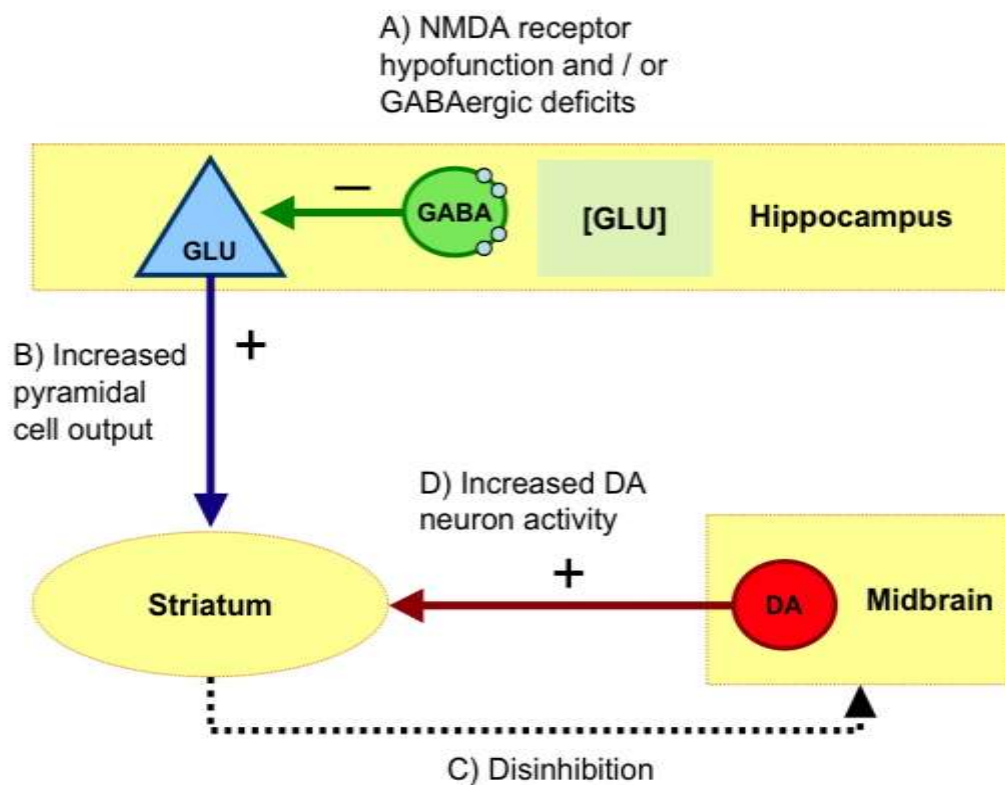 A) NMDA receptor
hypofunction and / or
GABAergic deficits
–
GABA
[GLU]
Hippocampus
GLU
+
B) Increased
pyramidal
cell output
D) Increased DA
neuron activity
+
Striatum
DA
Midbrain
C) Disinhibition